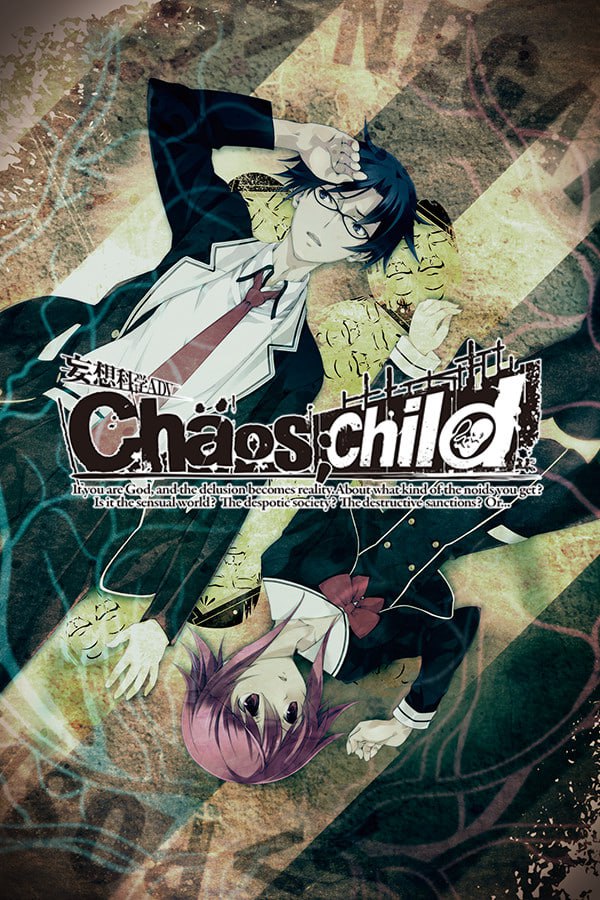 妄想科学ADV
Chäos;child
If you are God, and the delusion becomes reality. About what kind of the noids you get?
Is it the sensual world? The despotic society? The destructive sanctions? Or...